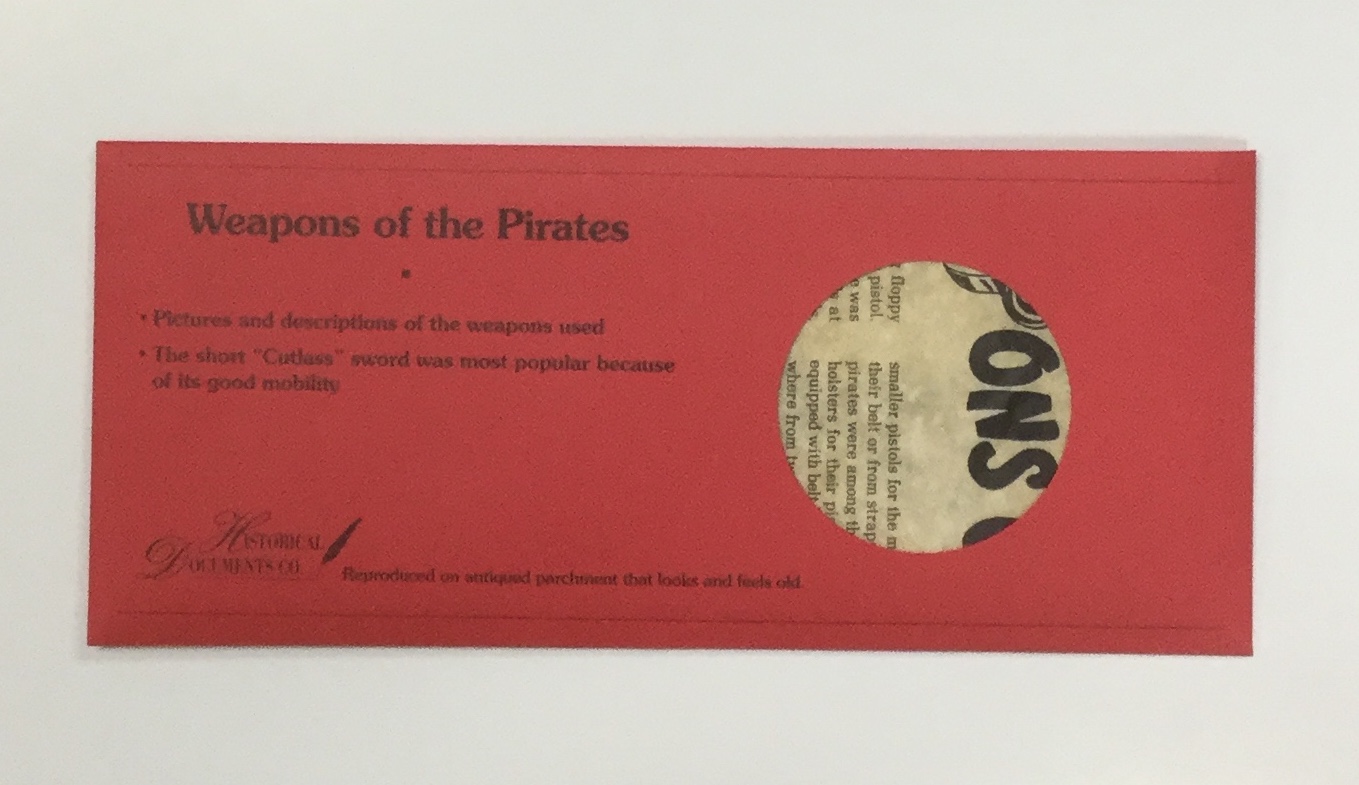 Weapons of the Pirates
• Pictures and descriptions of the weapons used
• The short "Cutlass" sword was most popular because
of its good mobility
HISTORICAL
DOCUMENTS CO.
Reproduced on antiqued parchment that looks and feels old.
ONS
floppy
pistol.
was
at
smaller pistols for the
their belt or from
pirates were among
holsters for their
equipped with
where from